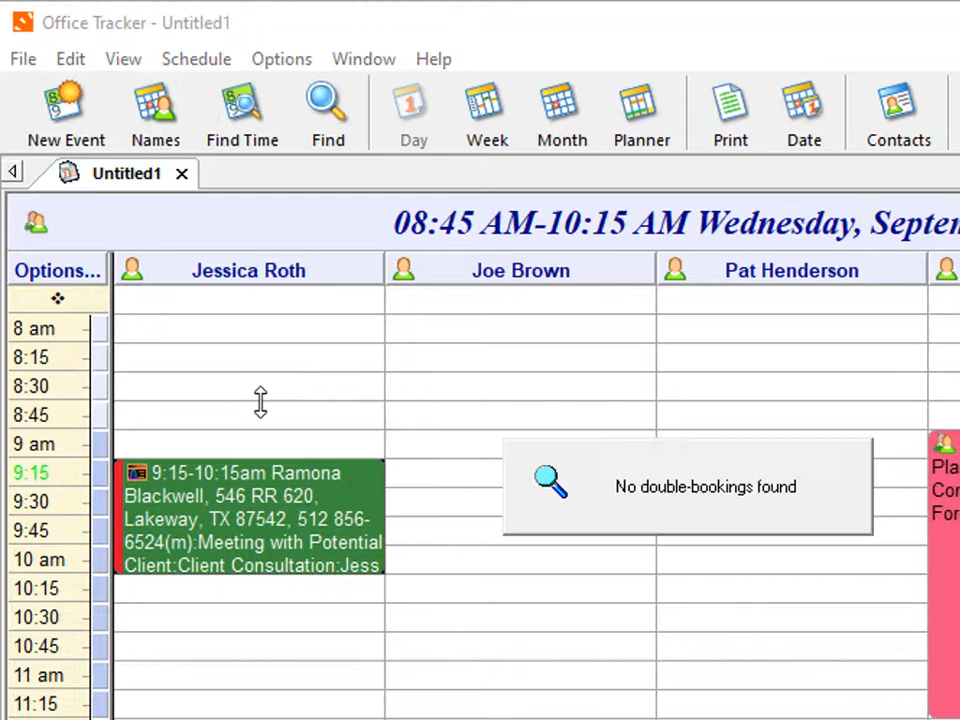 Office Tracker - Untitled1
File Edit View Schedule Options Window Help
New Event Names Find Time Find Day Week Month Planner Print Date Contacts
Untitled1
08:45 AM-10:15 AM Wednesday, Septem
Options... Jessica Roth Joe Brown Pat Henderson
8 am
8:15
8:30
8:45
9 am
9:15
9:30
9:45
10 am
10:15
10:30
10:45
11 am
11:15
9:15-10:15am Ramona
Blackwell, 546 RR 620,
Lakeway, TX 87542, 512 856-
6524(m):Meeting with Potential
Client:Client Consultation:Jess
No double-bookings found
Pla
Con
For